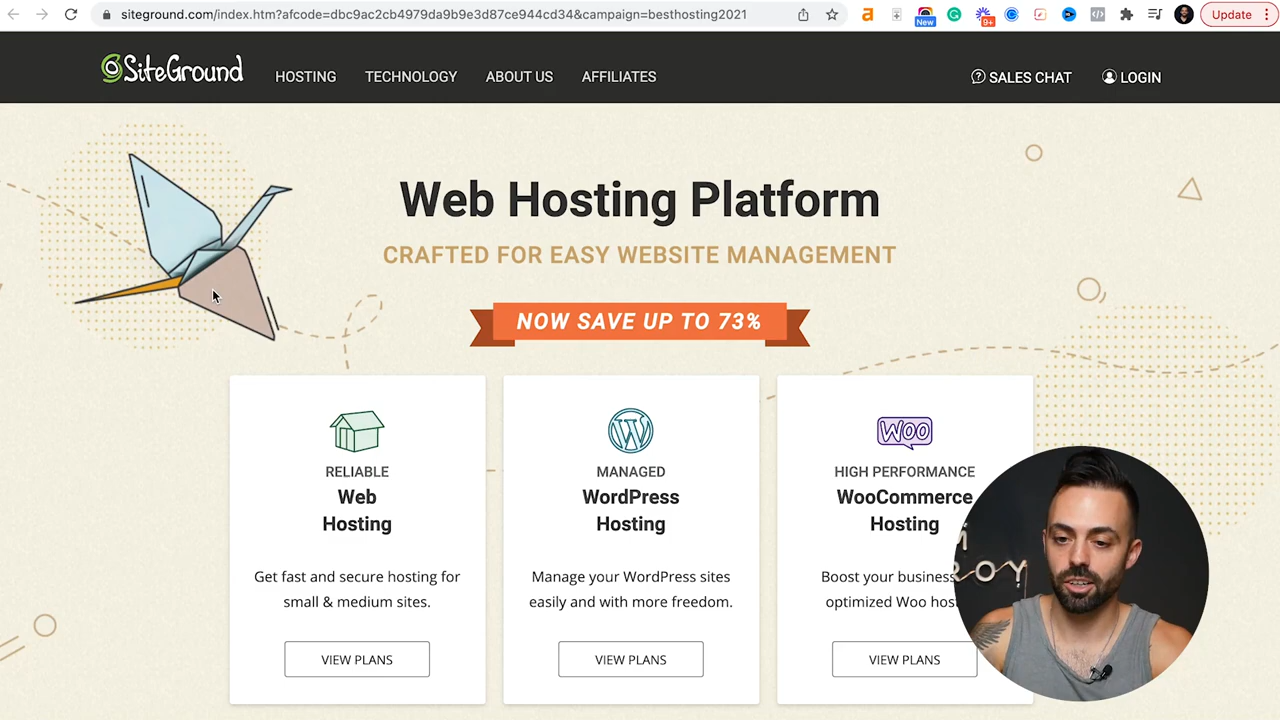 siteground.com/index.htm?afcode=dbc9ac2cb1979da9b9e3d87ce944cd34&campaign=besthosting2021
New
9+
Update
SiteGround
HOSTING
TECHNOLOGY
ABOUT US
AFFILIATES
SALES CHAT
LOGIN
Web Hosting Platform
CRAFTED FOR EASY WEBSITE MANAGEMENT
NOW SAVE UP TO 73%
RELIABLE
Web
Hosting
Get fast and secure hosting for
small & medium sites.
VIEW PLANS
MANAGED
WordPress
Hosting
Manage your WordPress sites
easily and with more freedom.
VIEW PLANS
WOO
HIGH PERFORMANCE
WooCommerce
Hosting
Boost your business
optimized Woo
VIEW PLANS